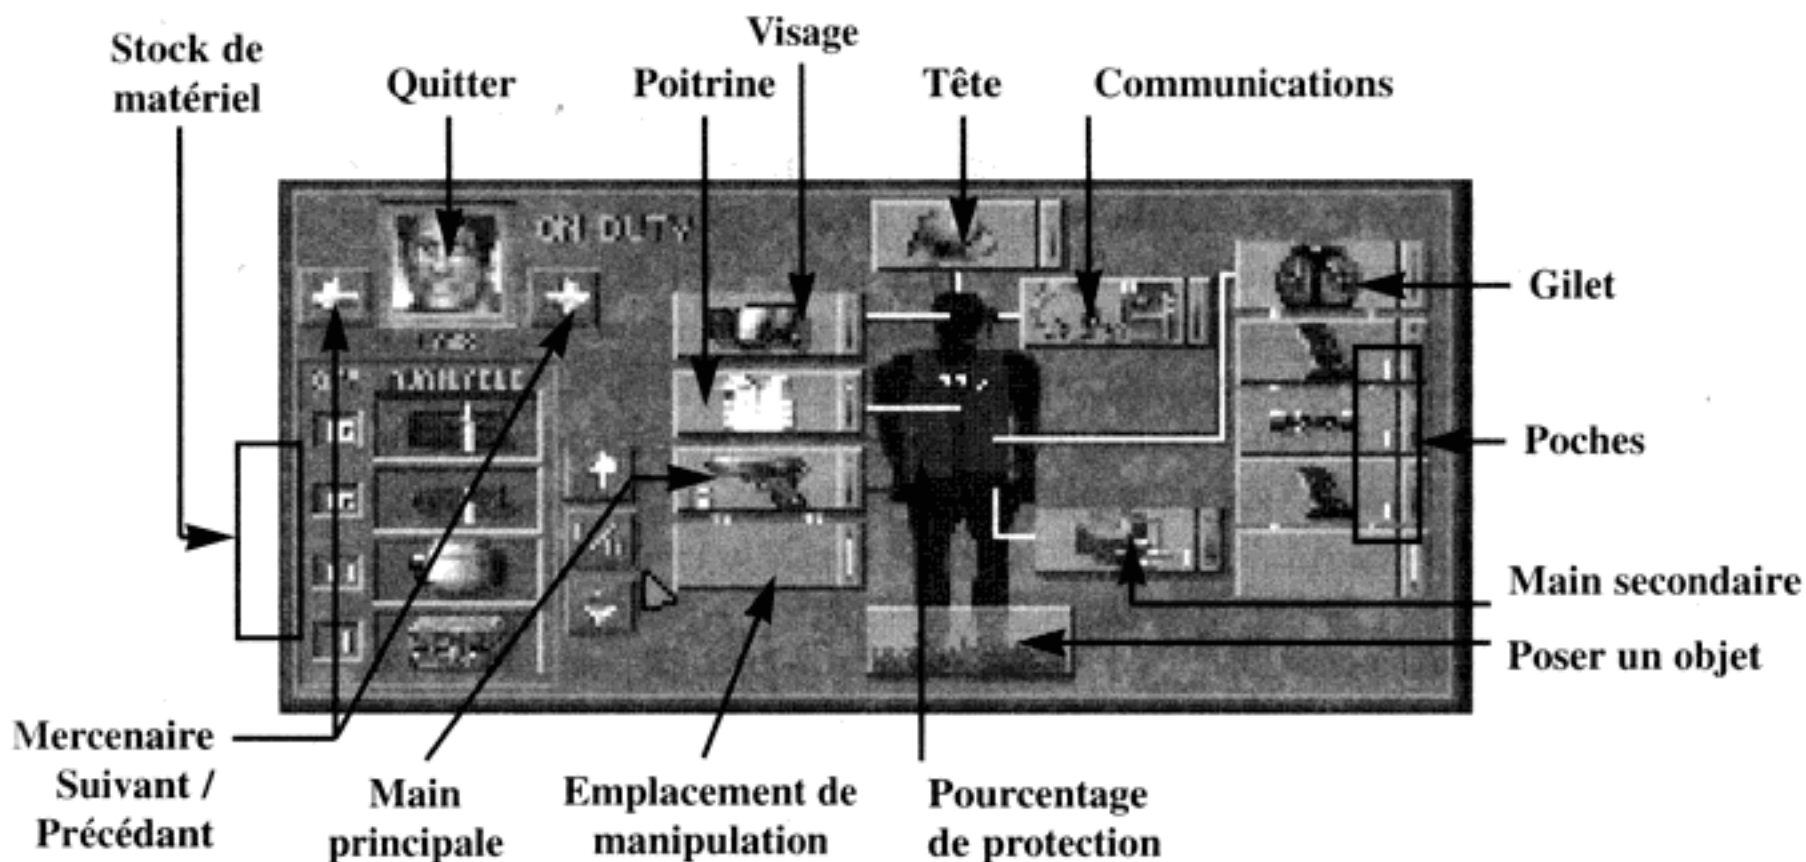 Visage
Stock de
matériel
Quitter
Poitrine
Tête
Communications
ON DUTY
Gilet
Poches
Main secondaire
Poser un objet
Mercenaire
Suivant /
Précédant
Main
principale
Emplacement de
manipulation
Pourcentage
de protection